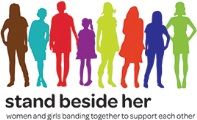 stand beside her
women and girls banding together to support each other